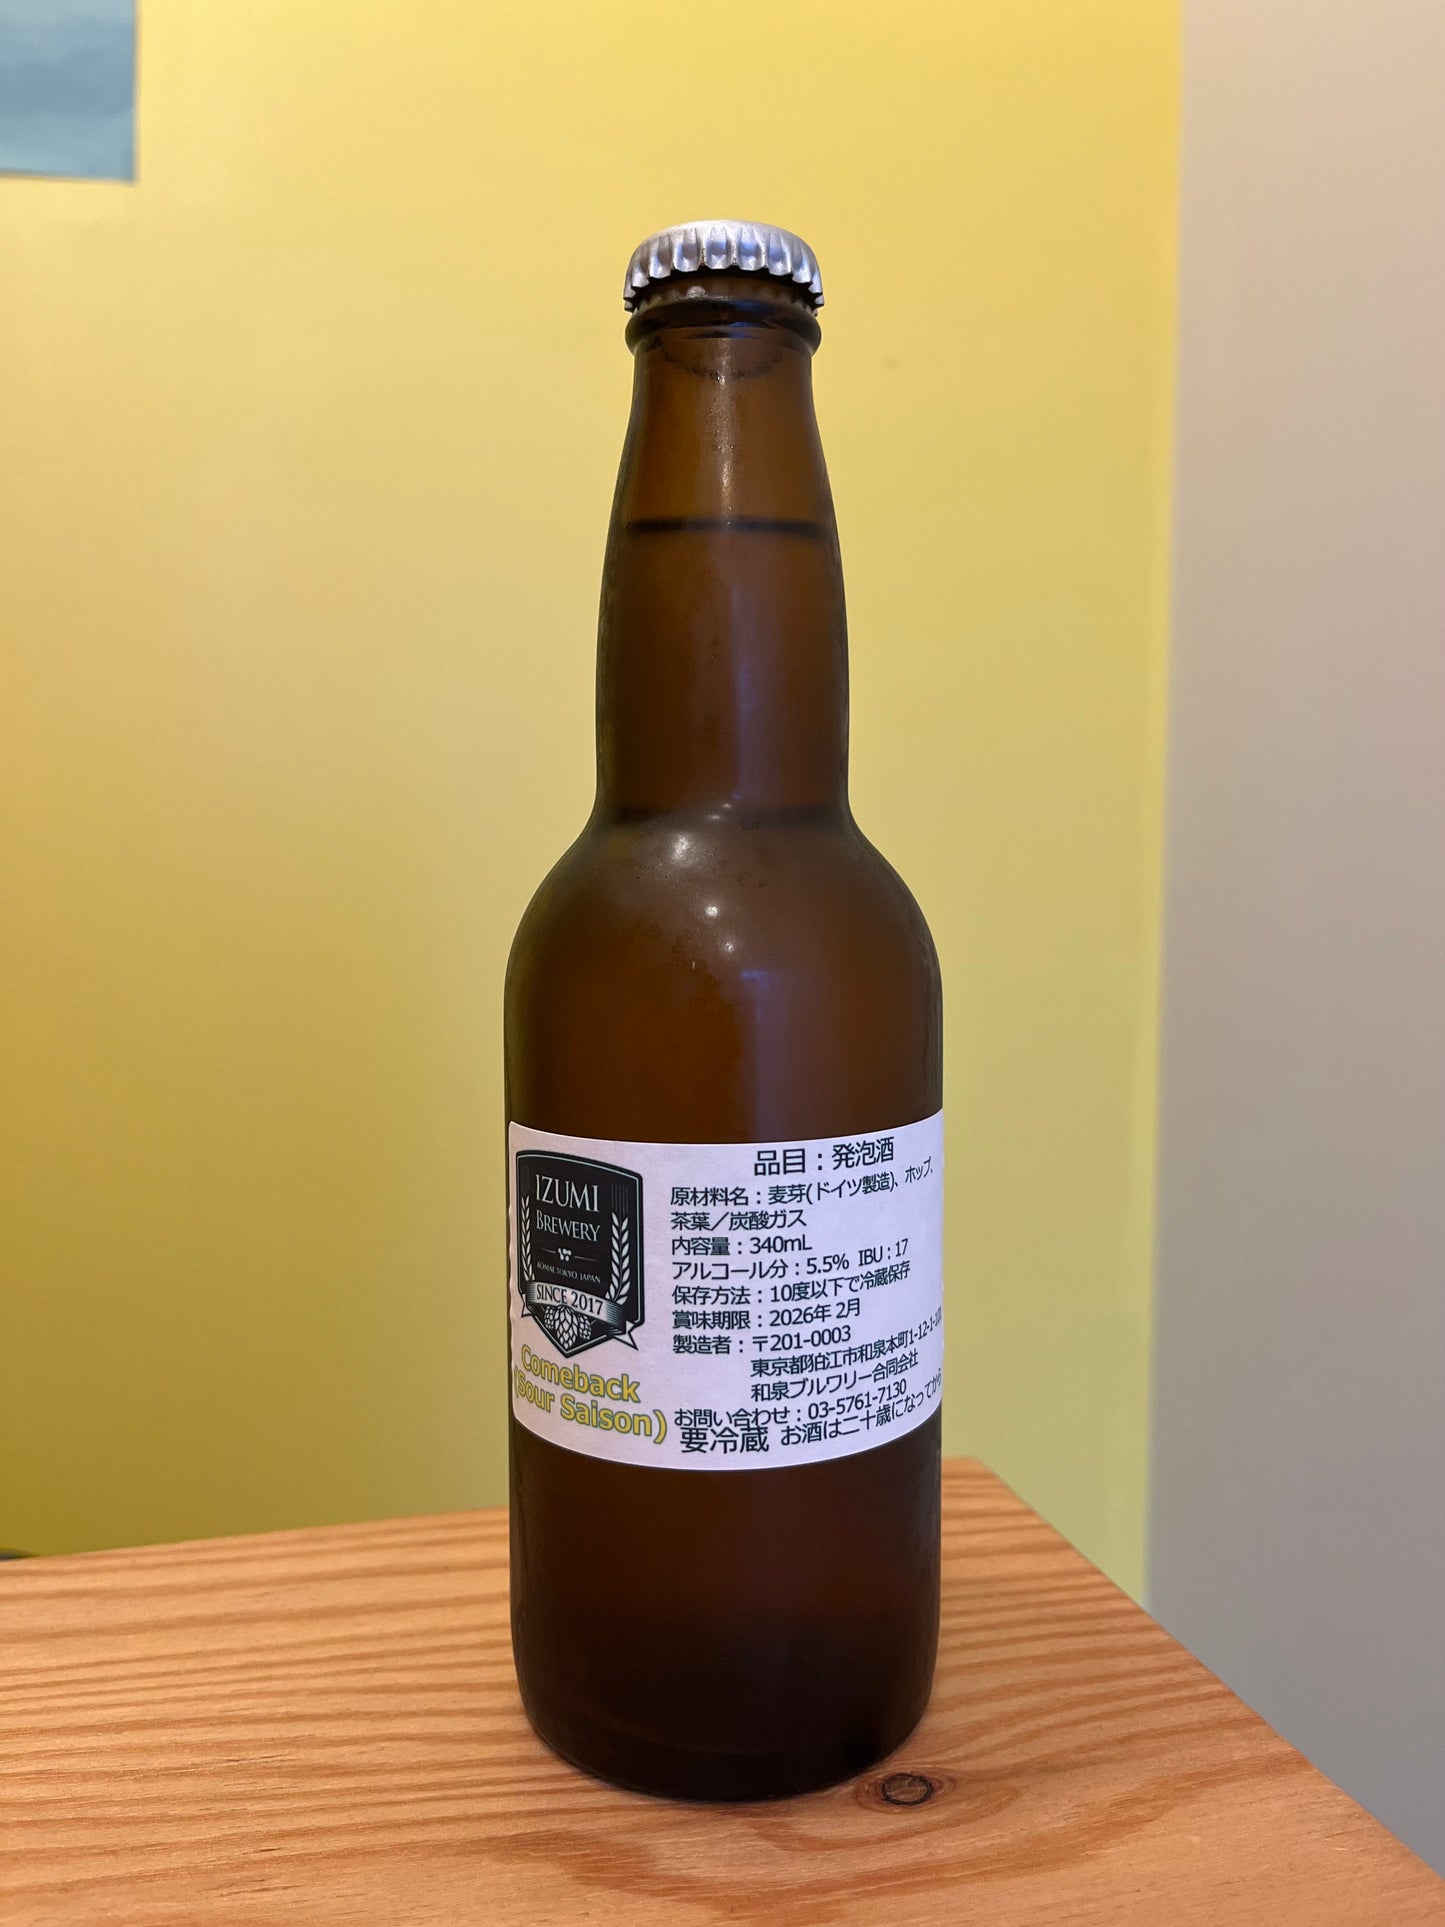 IZUMI
BREWERY
KOMAE, TOKYO, JAPAN
SINCE 2017
Comeback
(Sour Saison)
品目：発泡酒
原材料名：麦芽(ドイツ製造)、ホップ、
茶葉／炭酸ガス
内容量：340mL
アルコール分：5.5% IBU：17
保存方法：10度以下で冷蔵保存
賞味期限：2026年 2月
製造者：〒201-0003
東京都狛江市和泉本町1-12-1-
和泉ブルワリー合同会社
お問い合わせ：03-5761-7130
要冷蔵 お酒は二十歳になってから